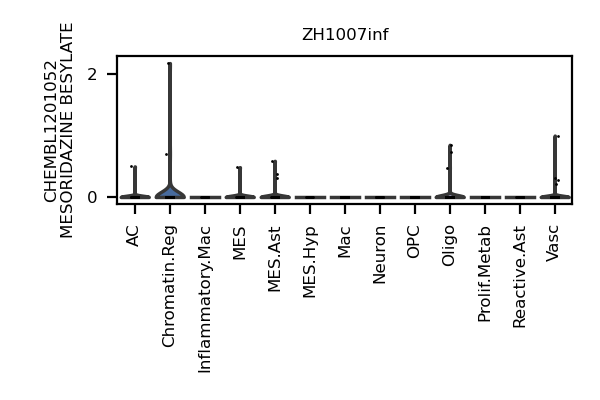 ZH1007inf
CHEMBL1201052
MESORIDAZINE BESYLATE
2
0
AC
Chromatin.Reg
Inflammatory.Mac
MES
MES.Ast
MES.Hyp
Mac
Neuron
OPC
Oligo
Prolif.Metab
Reactive.Ast
Vasc